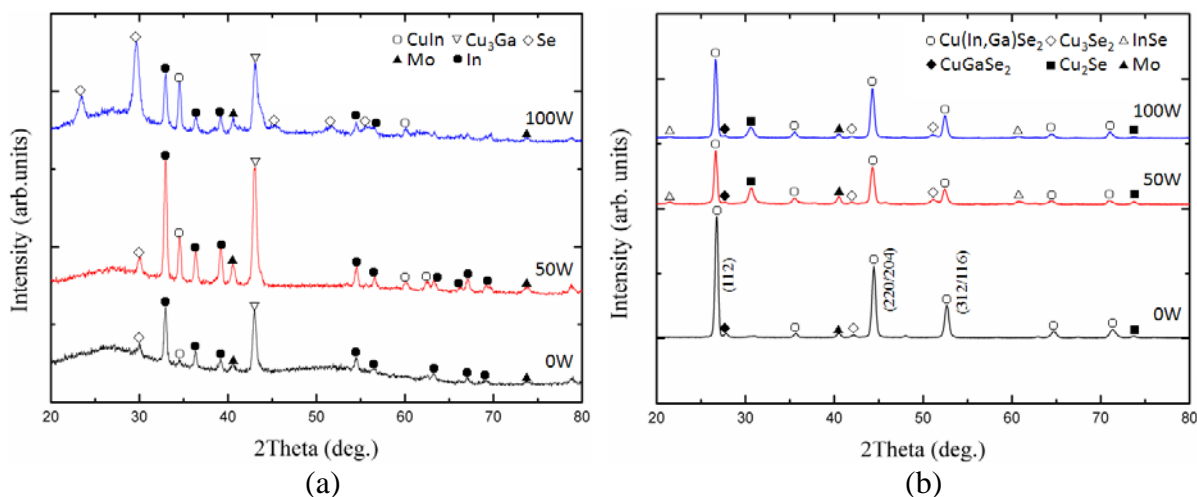 CuIn Cu₃Ga Se
Mo In
100W
50W
0W
Intensity (arb.units)
20 30 40 50 60 70 80
2Theta (deg.)
(a)
Cu(In,Ga)Se₂ Cu₃Se₂ InSe
CuGaSe₂ Cu₂Se Mo
100W
50W
0W
(112)
(220/204)
(312/116)
Intensity (arb. units)
20 30 40 50 60 70 80
2Theta (deg.)
(b)